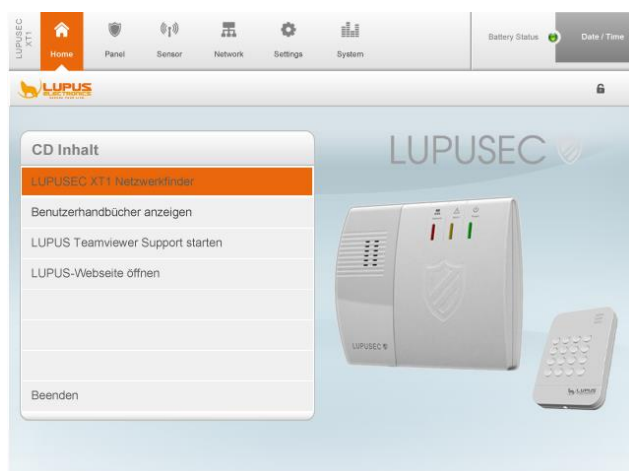 LUPUSEC
XT1
Home
Panel
Sensor
Network
Settings
System
Battery Status
Date / Time
LUPUS
ELECTRONICS
LUPUSEC
CD Inhalt
LUPUSEC XT1 Netzwerkfinder
Benutzerhandbücher anzeigen
LUPUS Teamviewer Support starten
LUPUS-Webseite öffnen
Beenden
LUPUSEC
LUPUS